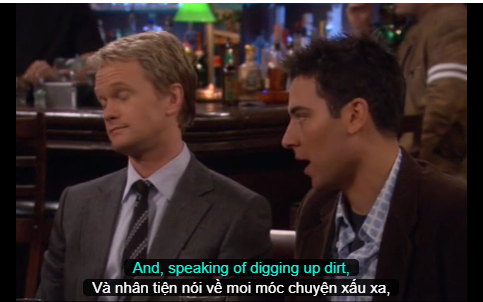 And, speaking of digging up dirt,
Và nhân tiện nói về moi móc chuyện xấu xa,